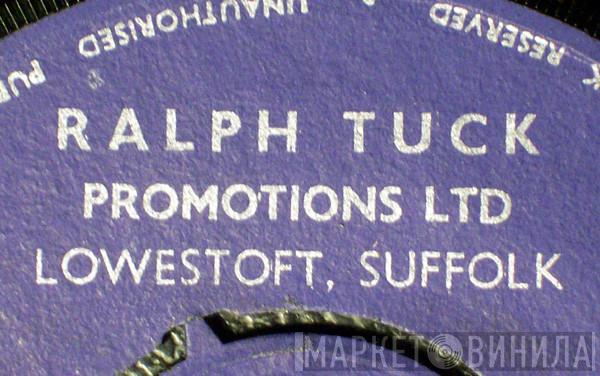 UNAUTHORISED
RESERVED
RALPH TUCK
PROMOTIONS LTD
LOWESTOFT, SUFFOLK
МАРКЕТ ВИНИЛА